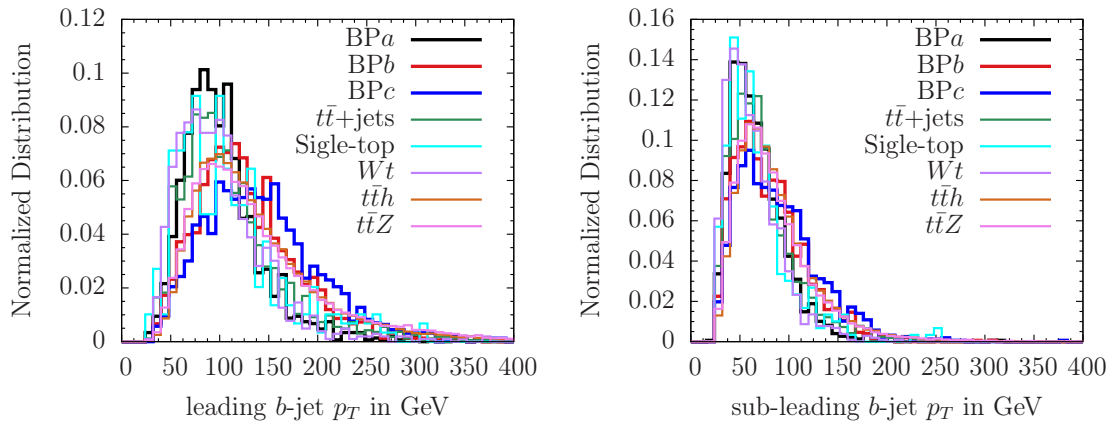 0.12
0.1
0.08
0.06
0.04
0.02
0
0 50 100 150 200 250 300 350 400
Normalized Distribution
leading b-jet p_T in GeV
BPa
BPb
BPc
tt̄+jets
Sigle-top
Wt
tt̄h
tt̄Z
0.16
0.14
0.12
0.1
0.08
0.06
0.04
0.02
0
0 50 100 150 200 250 300 350 400
Normalized Distribution
sub-leading b-jet p_T in GeV
BPa
BPb
BPc
tt̄+jets
Sigle-top
Wt
tt̄h
tt̄Z